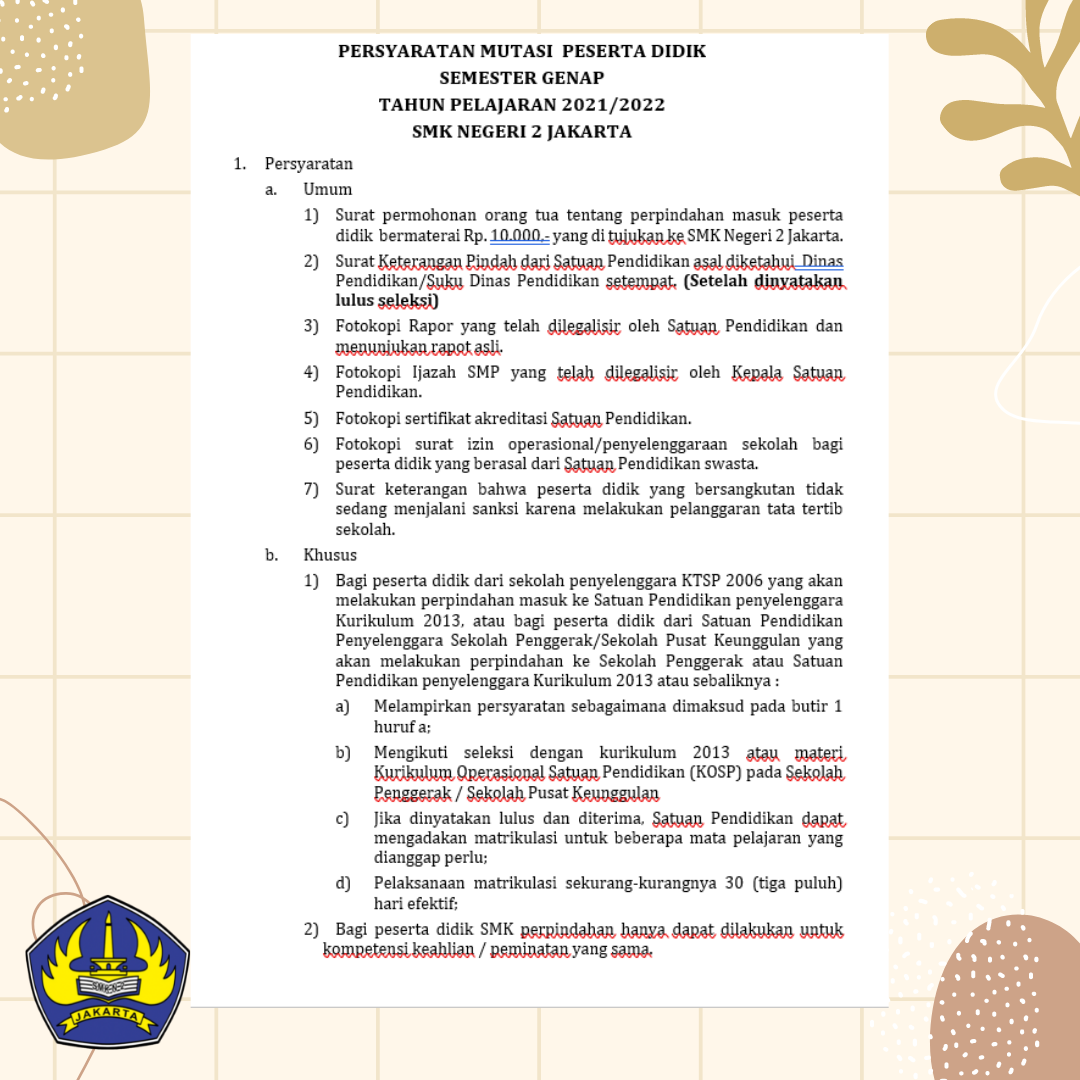 PERSYARATAN MUTASI PESERTA DIDIK
SEMESTER GENAP
TAHUN PELAJARAN 2021/2022
SMK NEGERI 2 JAKARTA
1. Persyaratan
a. Umum
1) Surat permohonan orang tua tentang perpindahan masuk peserta
didik bermaterai Rp. 10.000,- yang di tujukan ke SMK Negeri 2 Jakarta.
2) Surat Keterangan Pindah dari Satuan Pendidikan asal diketahui Dinas
Pendidikan/Suku Dinas Pendidikan setempat. (Setelah dinyatakan
lulus seleksi)
3) Fotokopi Rapor yang telah dilegalisir oleh Satuan Pendidikan dan
menunjukan rapot asli.
4) Fotokopi Ijazah SMP yang telah dilegalisir oleh Kepala Satuan
Pendidikan.
5) Fotokopi sertifikat akreditasi Satuan Pendidikan.
6) Fotokopi surat izin operasional/penyelenggaraan sekolah bagi
peserta didik yang berasal dari Satuan Pendidikan swasta.
7) Surat keterangan bahwa peserta didik yang bersangkutan tidak
sedang menjalani sanksi karena melakukan pelanggaran tata tertib
sekolah.
b. Khusus
1) Bagi peserta didik dari sekolah penyelenggara KTSP 2006 yang akan
melakukan perpindahan masuk ke Satuan Pendidikan penyelenggara
Kurikulum 2013, atau bagi peserta didik dari Satuan Pendidikan
Penyelenggara Sekolah Penggerak/Sekolah Pusat Keunggulan yang
akan melakukan perpindahan ke Sekolah Penggerak atau Satuan
Pendidikan penyelenggara Kurikulum 2013 atau sebaliknya :
a) Melampirkan persyaratan sebagaimana dimaksud pada butir 1
huruf a;
b) Mengikuti seleksi dengan kurikulum 2013 atau materi
Kurikulum Operasional Satuan Pendidikan (KOSP) pada Sekolah
Penggerak / Sekolah Pusat Keunggulan
c) Jika dinyatakan lulus dan diterima, Satuan Pendidikan dapat
mengadakan matrikulasi untuk beberapa mata pelajaran yang
dianggap perlu;
d) Pelaksanaan matrikulasi sekurang-kurangnya 30 (tiga puluh)
hari efektif;
2) Bagi peserta didik SMK perpindahan hanya dapat dilakukan untuk
kompetensi keahlian / peminatan yang sama.
SMK N 2
JAKARTA